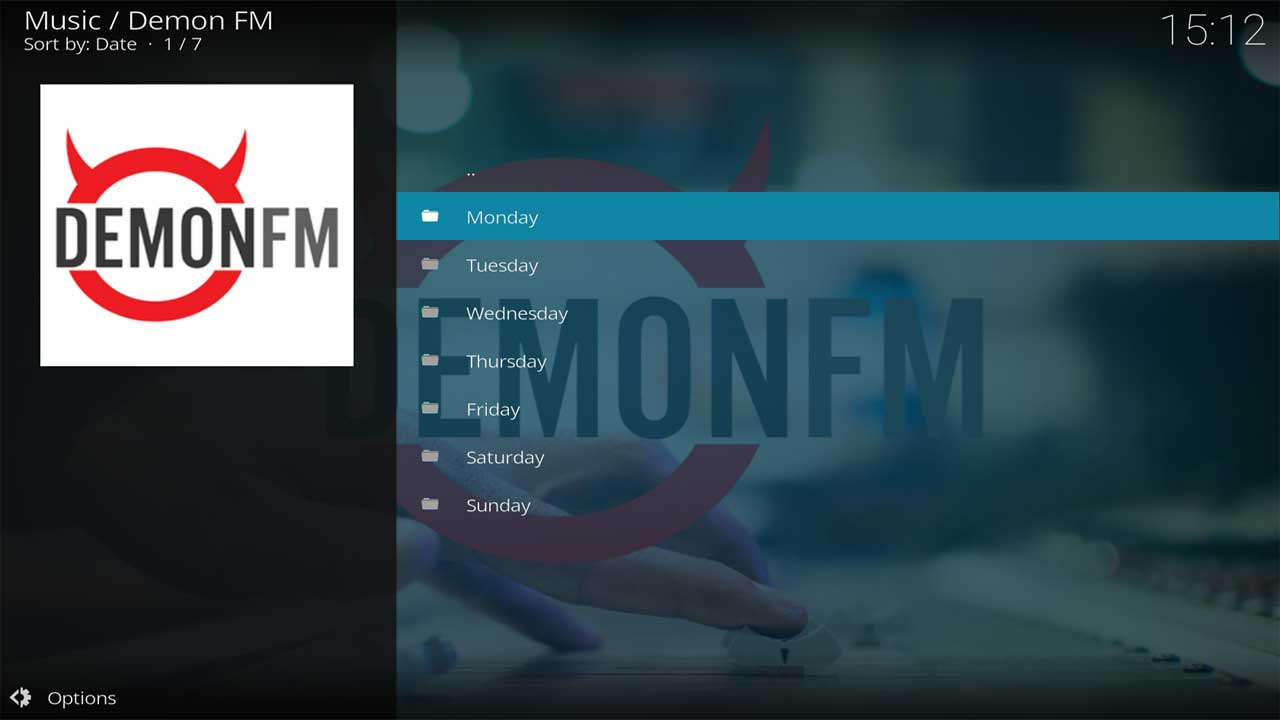 Music / Demon FM
Sort by: Date · 1 / 7
15:12
DEMONFM
..
Monday
Tuesday
Wednesday
Thursday
Friday
Saturday
Sunday
DEMONFM
Options